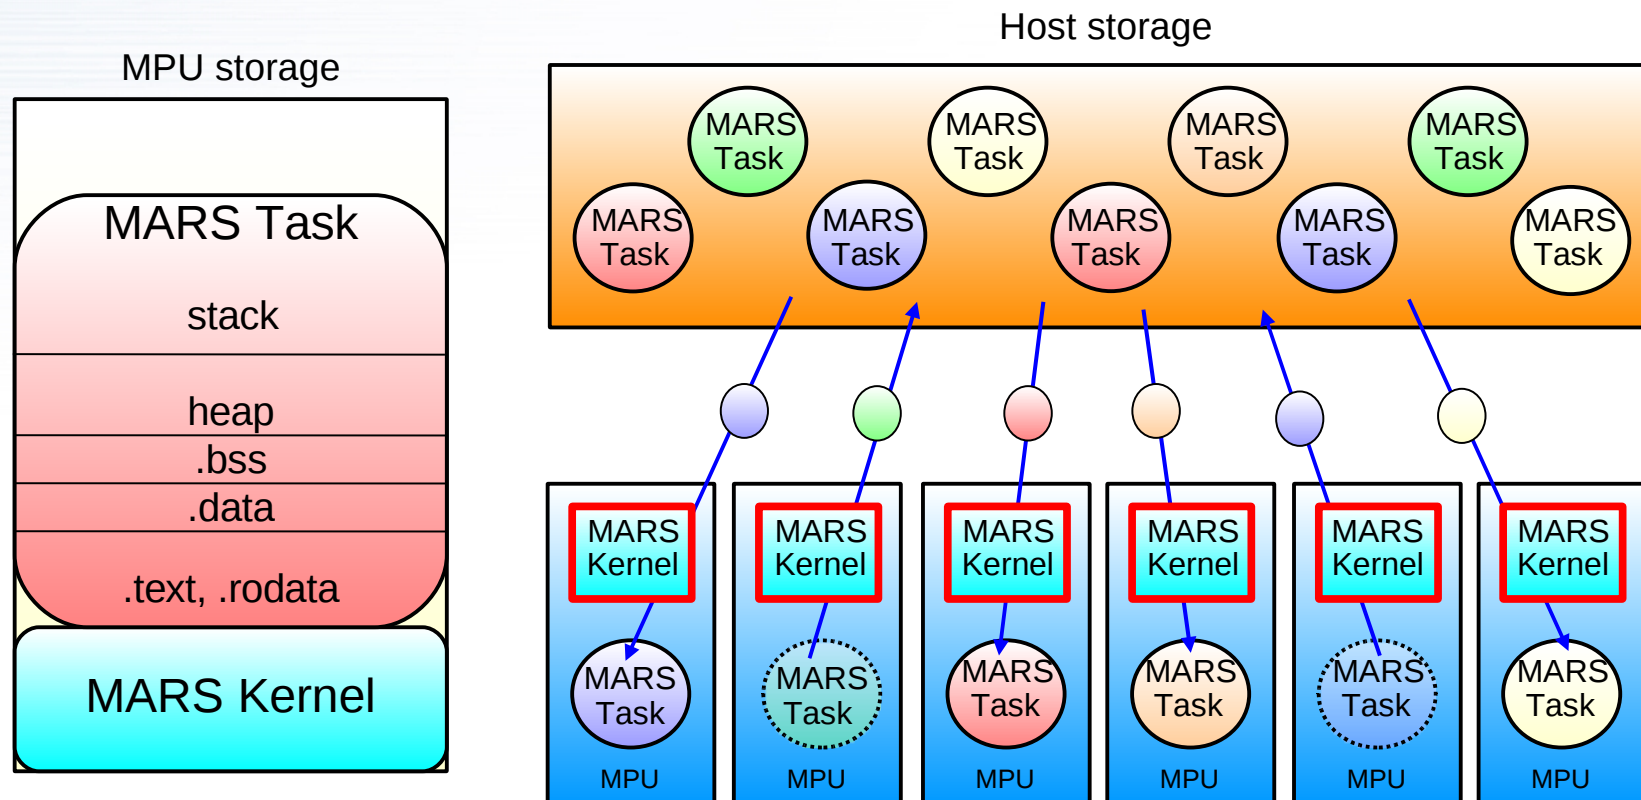 MPU storage
MARS Task
stack
heap
.bss
.data
.text, .rodata
MARS Kernel
Host storage
MARS
Task
MARS
Task
MARS
Task
MARS
Task
MARS
Task
MARS
Task
MARS
Task
MARS
Task
MARS
Task
MARS
Kernel
MARS
Task
MPU
MARS
Kernel
MARS
Task
MPU
MARS
Kernel
MARS
Task
MPU
MARS
Kernel
MARS
Task
MPU
MARS
Kernel
MARS
Task
MPU
MARS
Kernel
MARS
Task
MPU